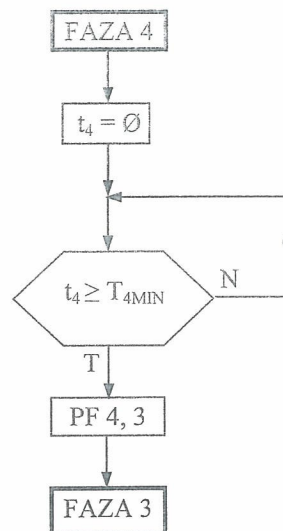 FAZA 4
t₄ = Ø
t₄ ≥ T₄MIN
N
T
PF 4, 3
FAZA 3